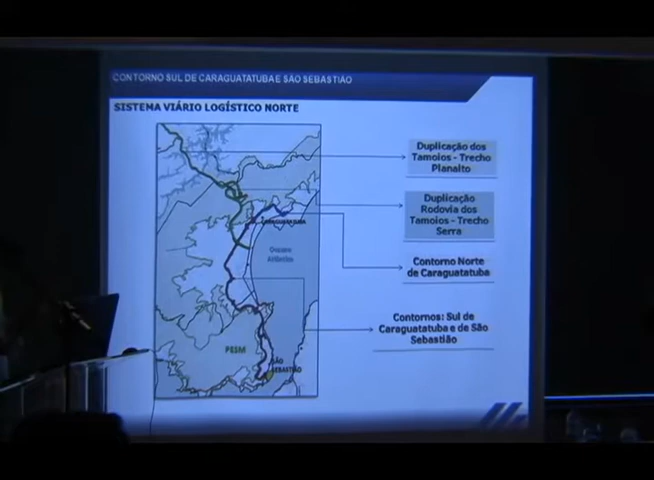 CONTORNO SUL DE CARAGUATATUBA E SÃO SEBASTIÃO
SISTEMA VIÁRIO LOGÍSTICO NORTE
Duplicação dos
Tamoios - Trecho
Planalto
Duplicação
Rodovia dos
Tamoios - Trecho
Serra
CARAGUATATUBA
Oceano
Atlântico
Contorno Norte
de Caraguatatuba
Contornos: Sul de
Caraguatatuba e de São
Sebastião
PESM
SÃO
SEBASTIÃO